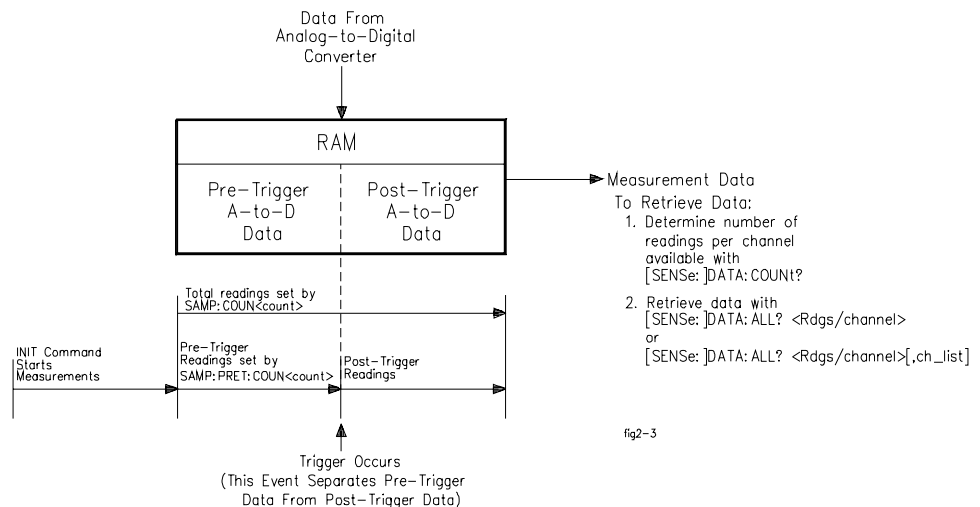 Data From
Analog-to-Digital
Converter
RAM
Pre-Trigger
A-to-D
Data
Post-Trigger
A-to-D
Data
Measurement Data
To Retrieve Data:
1. Determine number of
readings per channel
available with
[SENSe:]DATA:COUNt?
2. Retrieve data with
[SENSe:]DATA:ALL? <Rdgs/channel>
or
[SENSe:]DATA:ALL? <Rdgs/channel>[,ch_list]
Total readings set by
SAMP:COUN<count>
INIT Command
Starts
Measurements
Pre-Trigger
Readings set by
SAMP:PRET:COUN<count>
Post-Trigger
Readings
fig2-3
Trigger Occurs
(This Event Separates Pre-Trigger
Data From Post-Trigger Data)